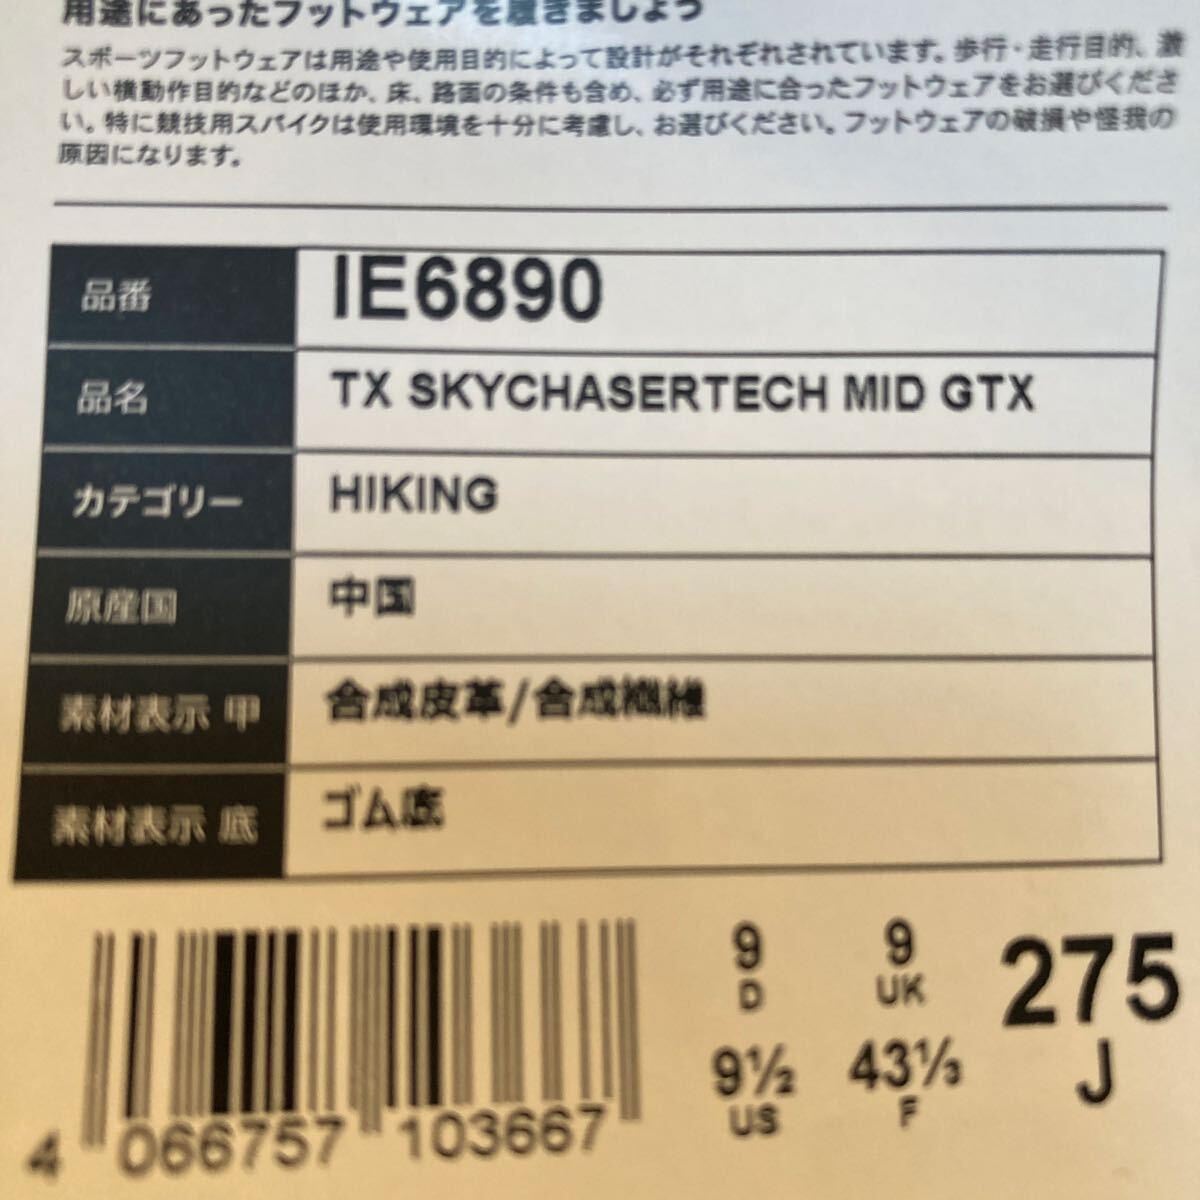 用途にあったフットウェアを履きましょう
スポーツフットウェアは用途や使用目的によって設計がそれぞれされています。歩行・走行目的、激
しい横動作目的などのほか、床、路面の条件も含め、必ず用途に合ったフットウェアをお選びくださ
い。特に競技用スパイクは使用環境を十分に考慮し、お選びください。フットウェアの破損や怪我の
原因になります。
品番 IE6890
品名 TX SKYCHASERTECH MID GTX
カテゴリー HIKING
原産国 中国
素材表示 甲 合成皮革/合成繊維
素材表示 底 ゴム底
9 9 275
D UK J
9½ 43⅓
US F
4 066757 103667